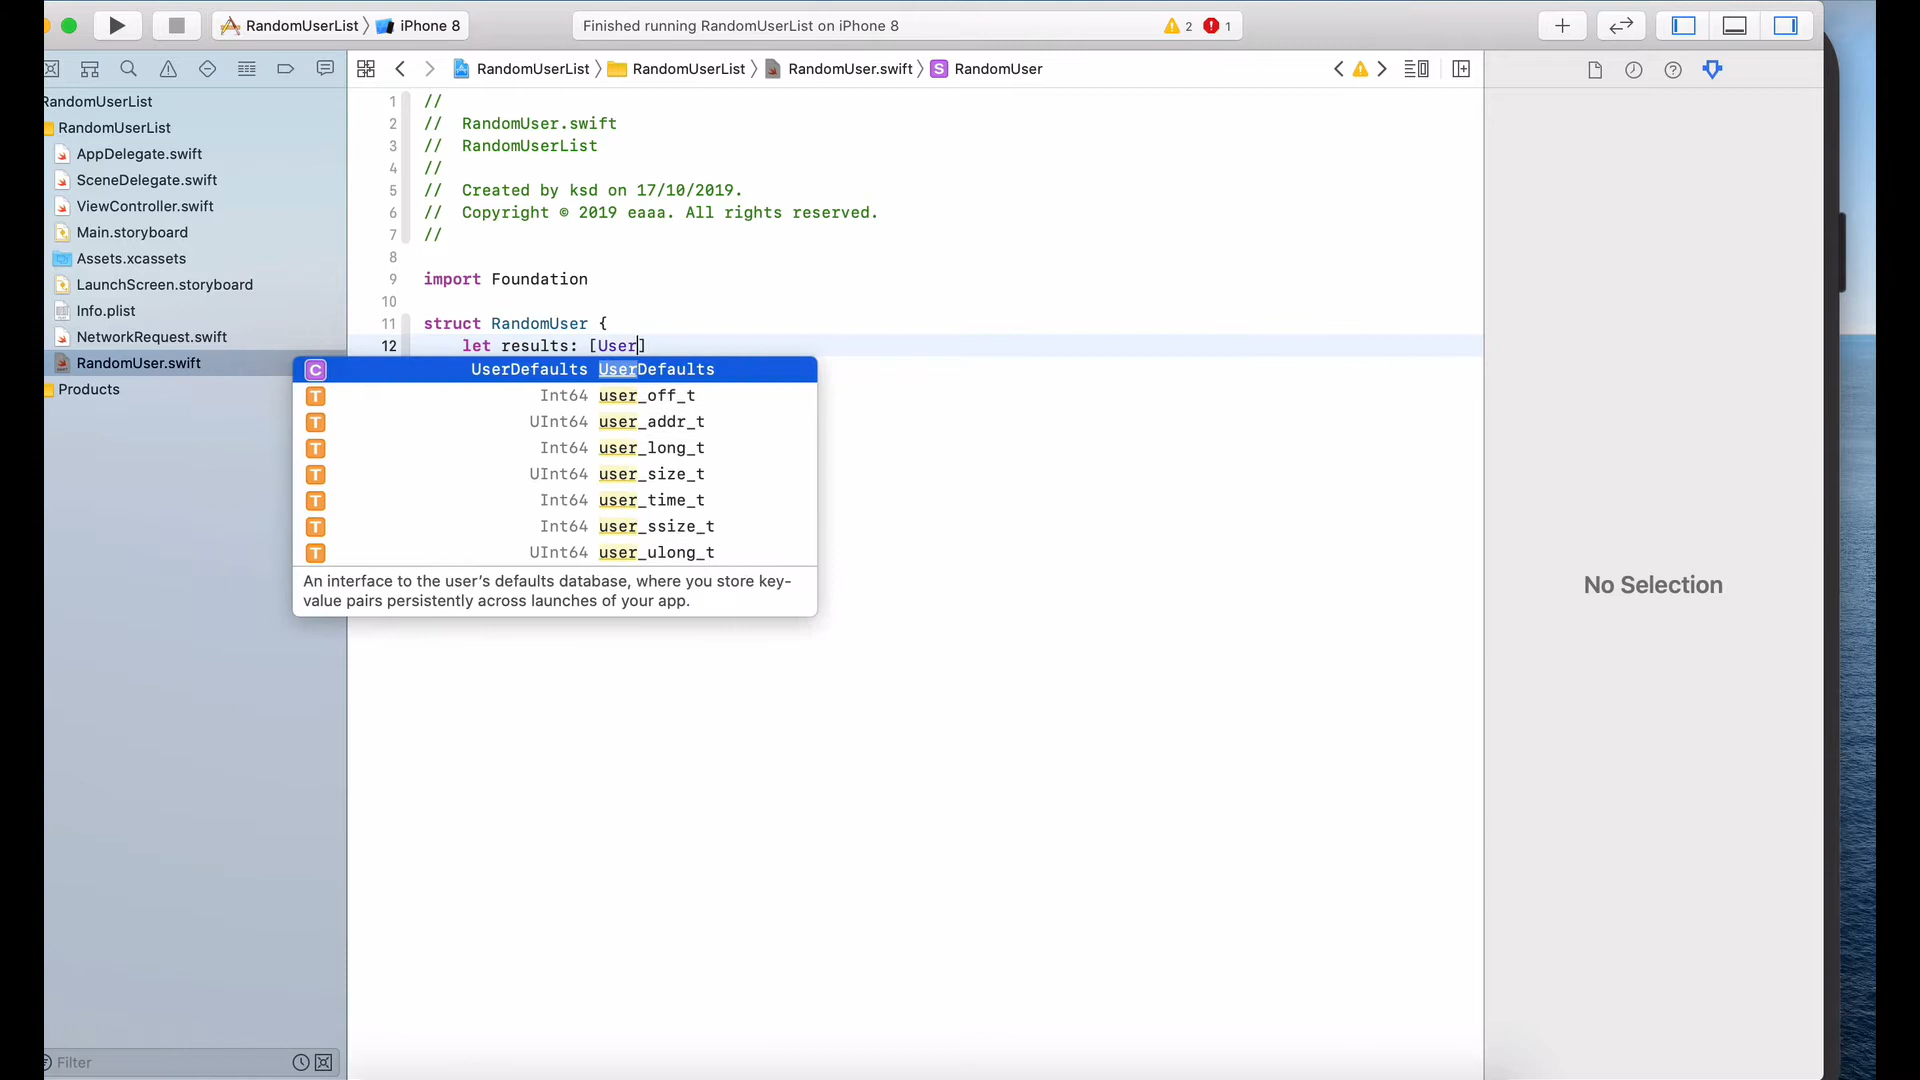 RandomUserList
iPhone 8
Finished running RandomUserList on iPhone 8
2
1
RandomUserList
RandomUserList
RandomUser.swift
RandomUser
RandomUserList
RandomUserList
AppDelegate.swift
SceneDelegate.swift
ViewController.swift
Main.storyboard
Assets.xcassets
LaunchScreen.storyboard
Info.plist
NetworkRequest.swift
RandomUser.swift
Products
1 //
2 // RandomUser.swift
3 // RandomUserList
4 //
5 // Created by ksd on 17/10/2019.
6 // Copyright © 2019 eaaa. All rights reserved.
7 //
8
9 import Foundation
10
11 struct RandomUser {
12 let results: [User]
C UserDefaults UserDefaults
T Int64 user_off_t
T UInt64 user_addr_t
T Int64 user_long_t
T UInt64 user_size_t
T Int64 user_time_t
T Int64 user_ssize_t
T UInt64 user_ulong_t
An interface to the user’s defaults database, where you store key-
value pairs persistently across launches of your app.
No Selection
Filter